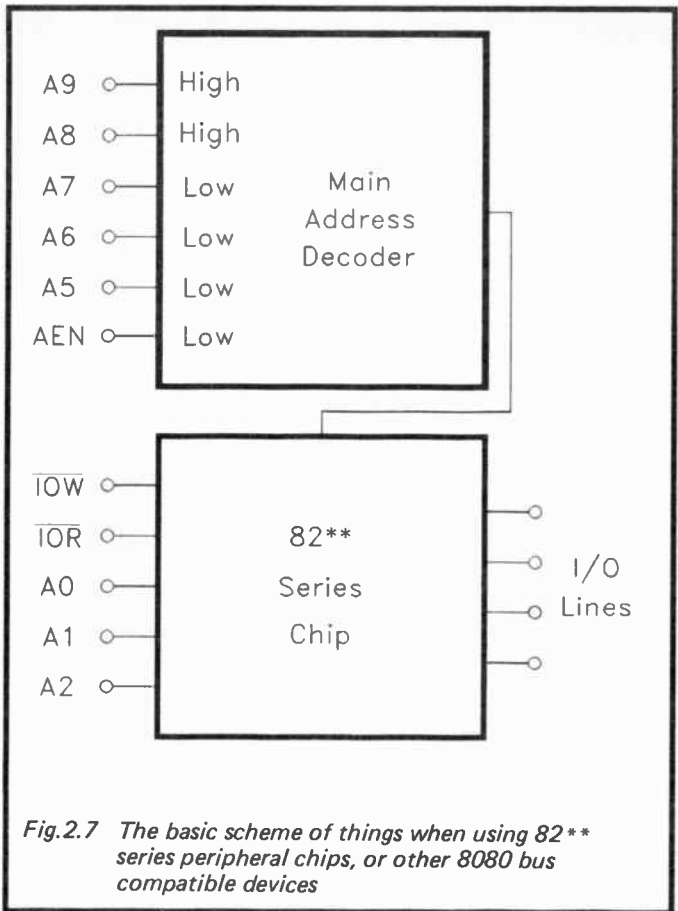 A9 High
A8 High
A7 Low Main
A6 Low Address
A5 Low Decoder
AEN Low
IOW
IOR 82**
A0 Series I/O
A1 Chip Lines
A2
Fig.2.7 The basic scheme of things when using 82**
series peripheral chips, or other 8080 bus
compatible devices